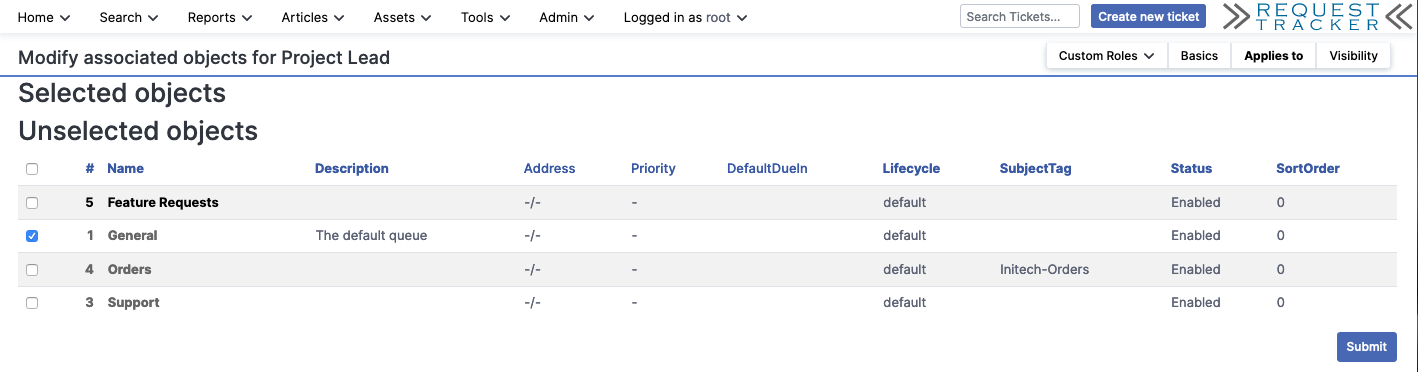 Home Search Reports Articles Assets Tools Admin Logged in as root Search Tickets... Create new ticket REQUEST TRACKER
Modify associated objects for Project Lead Custom Roles Basics Applies to Visibility
Selected objects
Unselected objects
# Name Description Address Priority DefaultDueIn Lifecycle SubjectTag Status SortOrder
5 Feature Requests -/- - default Enabled 0
1 General The default queue -/- - default Enabled 0
4 Orders -/- - default Initech-Orders Enabled 0
3 Support -/- - default Enabled 0
Submit